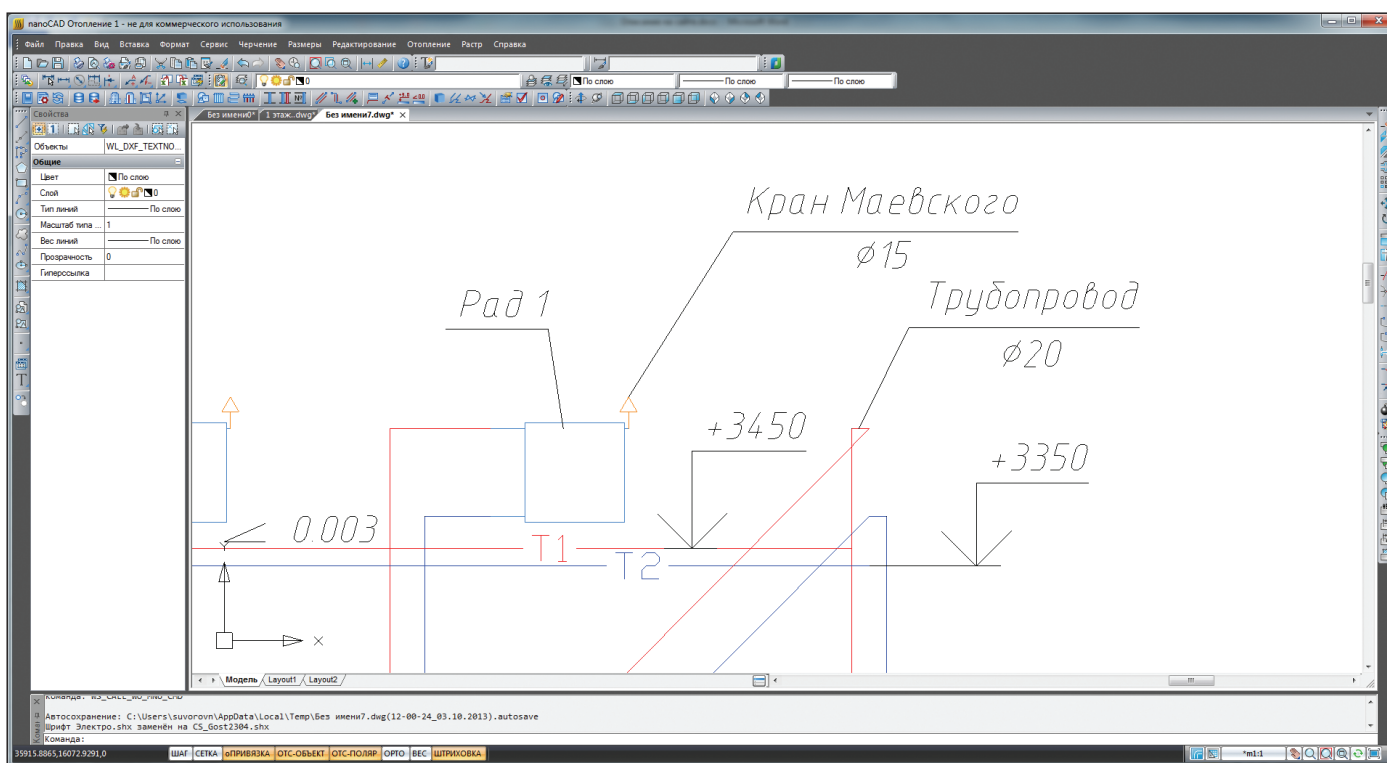 nanoCAD Отопление 1 - не для коммерческого использования
Файл Правка Вид Вставка Формат Сервис Черчение Размеры Редактирование Отопление Растр Справка
0 По слою По слою По слою
Свойства
Без имени0* 1 этаж..dwg* Без имени7.dwg*
Объекты WL_DXF_TEXTNO...
Общие
Цвет По слою
Слой 0
Тип линий По слою
Масштаб типа ... 1
Вес линий По слою
Прозрачность 0
Гиперссылка
Кран Маевского
ø15
Рад 1
Трубопровод
ø20
+3450
+3350
0.003
T1
T2
Y
X
Модель Layout1 Layout2
Команда: WS_CALL_WO_MNU_CMD
Автосохранение: C:\Users\suvorovn\AppData\Local\Temp\Без имени7.dwg(12-00-24_03.10.2013).autosave
Шрифт Электро.shx заменён на CS_Gost2304.shx
Команда:
35915.8865,16072.9291,0 ШАГ СЕТКА оПРИВЯЗКА ОТС-ОБЪЕКТ ОТС-ПОЛЯР ОРТО ВЕС ШТРИХОВКА *m1:1